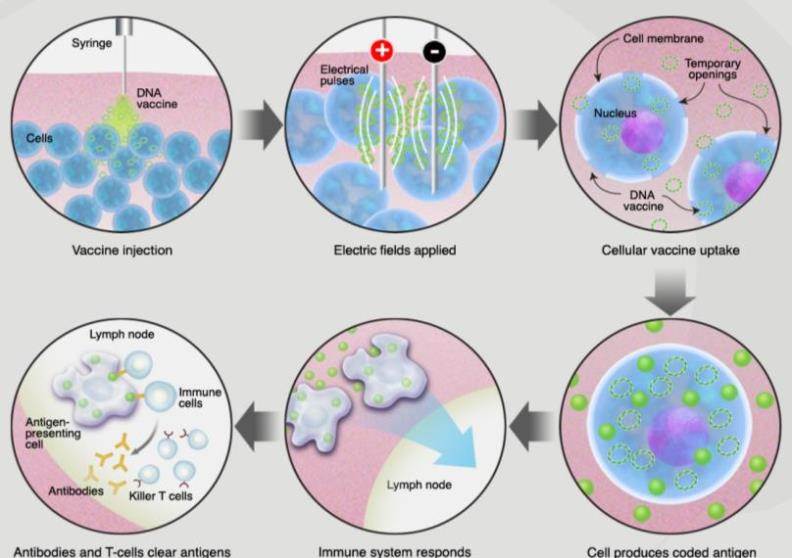 Syringe
DNA
vaccine
Cells
Vaccine injection
+
-
Electrical
pulses
Electric fields applied
Cell membrane
Temporary
openings
Nucleus
DNA
vaccine
Cellular vaccine uptake
Cell produces coded antigen
Lymph node
Immune system responds
Lymph node
Immune
cells
Antigen-
presenting
cell
Antibodies
Killer T cells
Antibodies and T-cells clear antigens